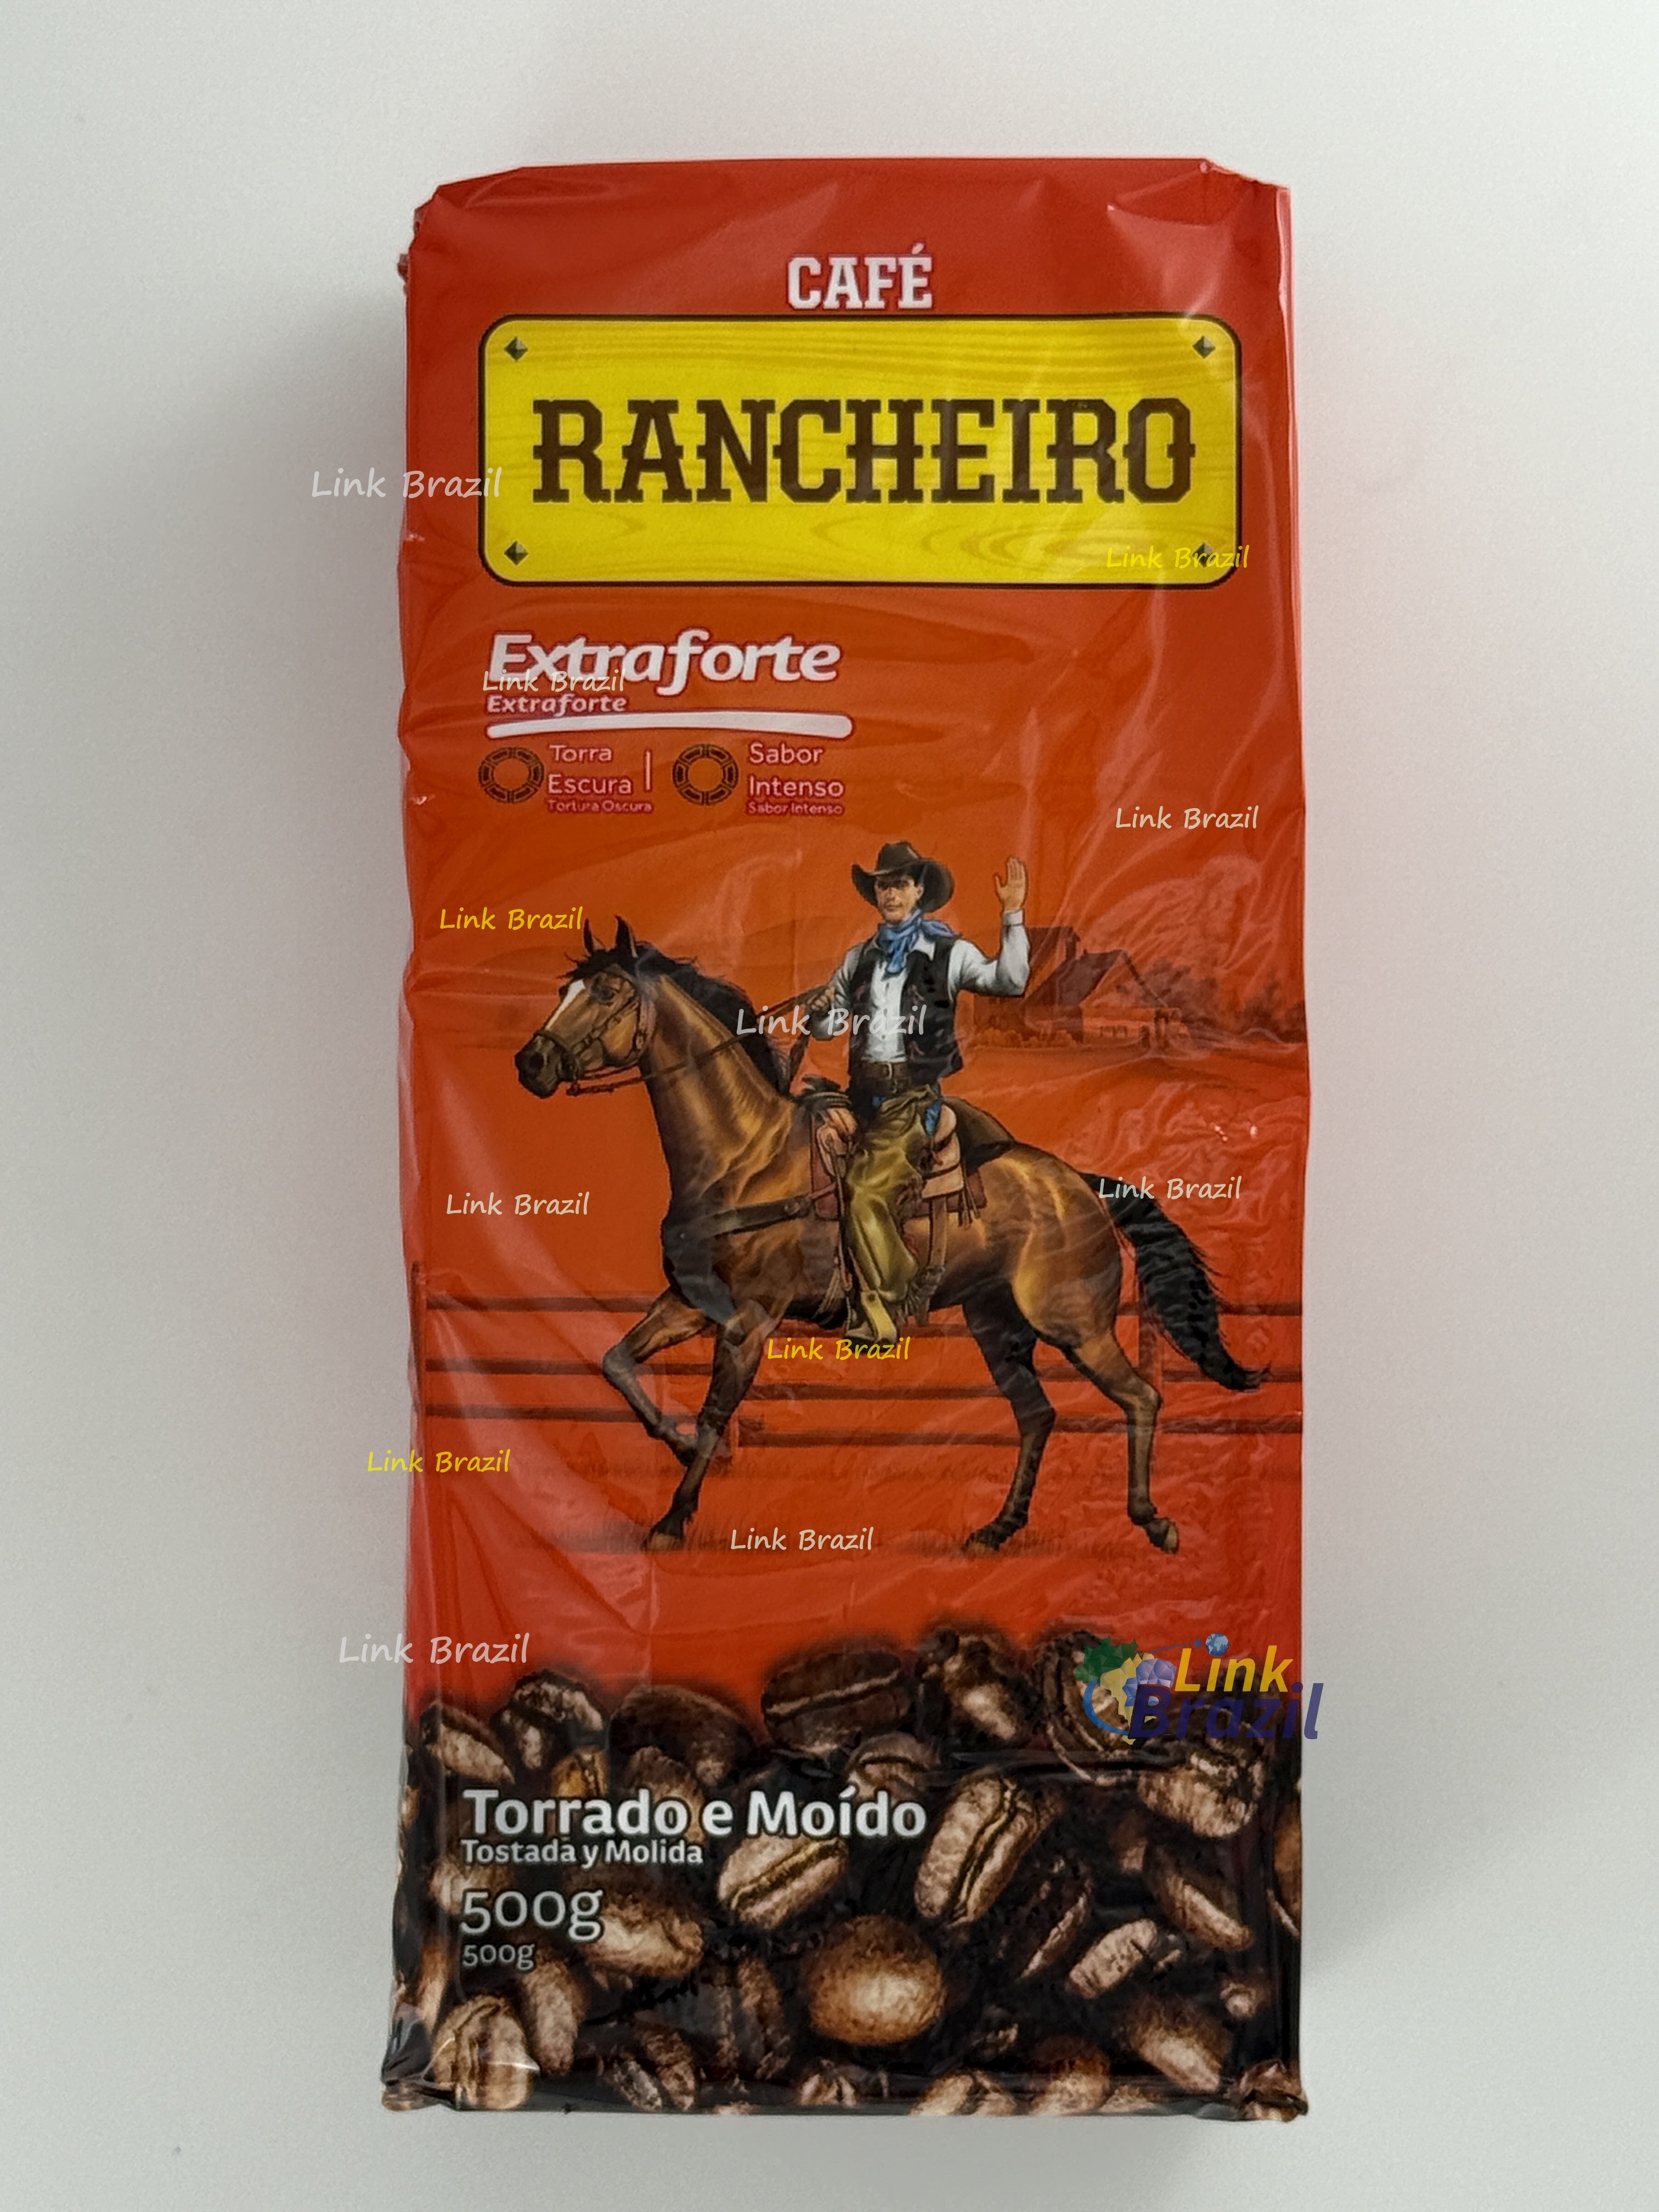 CAFÉ
RANCHEIRO
Link Brazil
Link Brazil
Extraforte
Link Brazil
Extraforte
Torra
Escura
Tortura Oscura
Sabor
Intenso
Sabor Intenso
Link Brazil
Link Brazil
Link Brazil
Link Brazil
Link Brazil
Link Brazil
Link Brazil
Link Brazil
Link Brazil
Link
Brazil
Torrado e Moído
Tostada y Molida
500g
500g